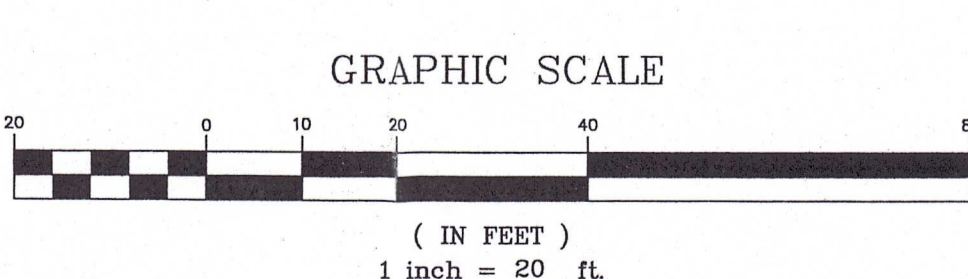 GRAPHIC SCALE
20 0 10 20 40 8
( IN FEET )
1 inch = 20 ft.